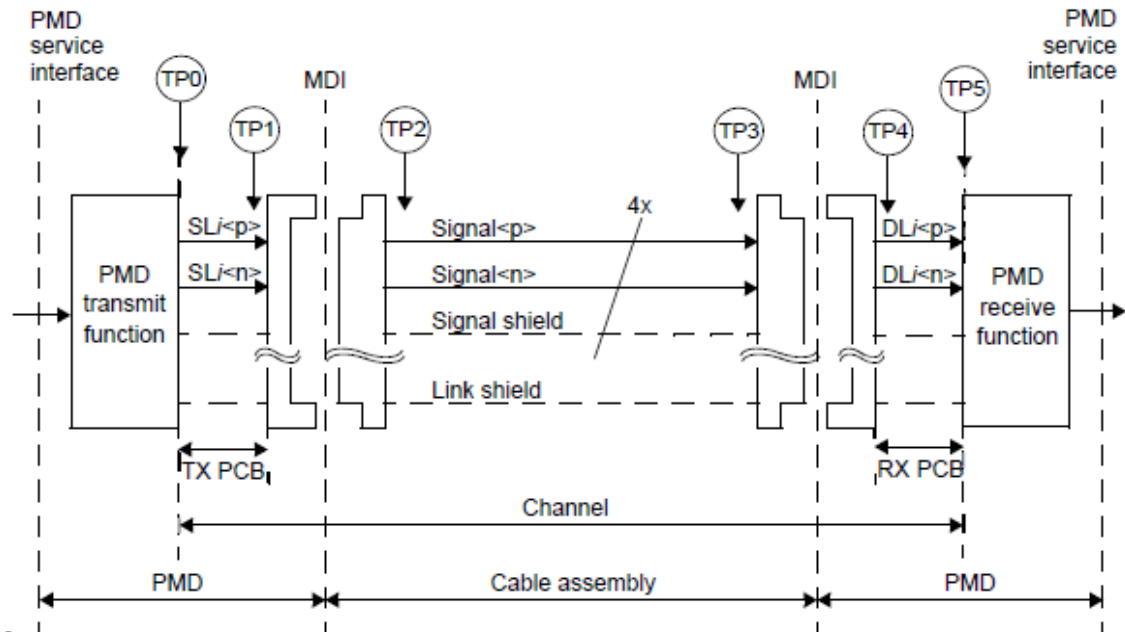 PMD
service
interface
PMD
service
interface
TP0
MDI
MDI
TP5
TP1
TP2
TP3
TP4
4x
SLi<p>
Signal<p>
DLi<p>
SLi<n>
Signal<n>
DLi<n>
PMD
transmit
function
PMD
receive
function
Signal shield
Link shield
TX PCB
RX PCB
Channel
PMD
Cable assembly
PMD